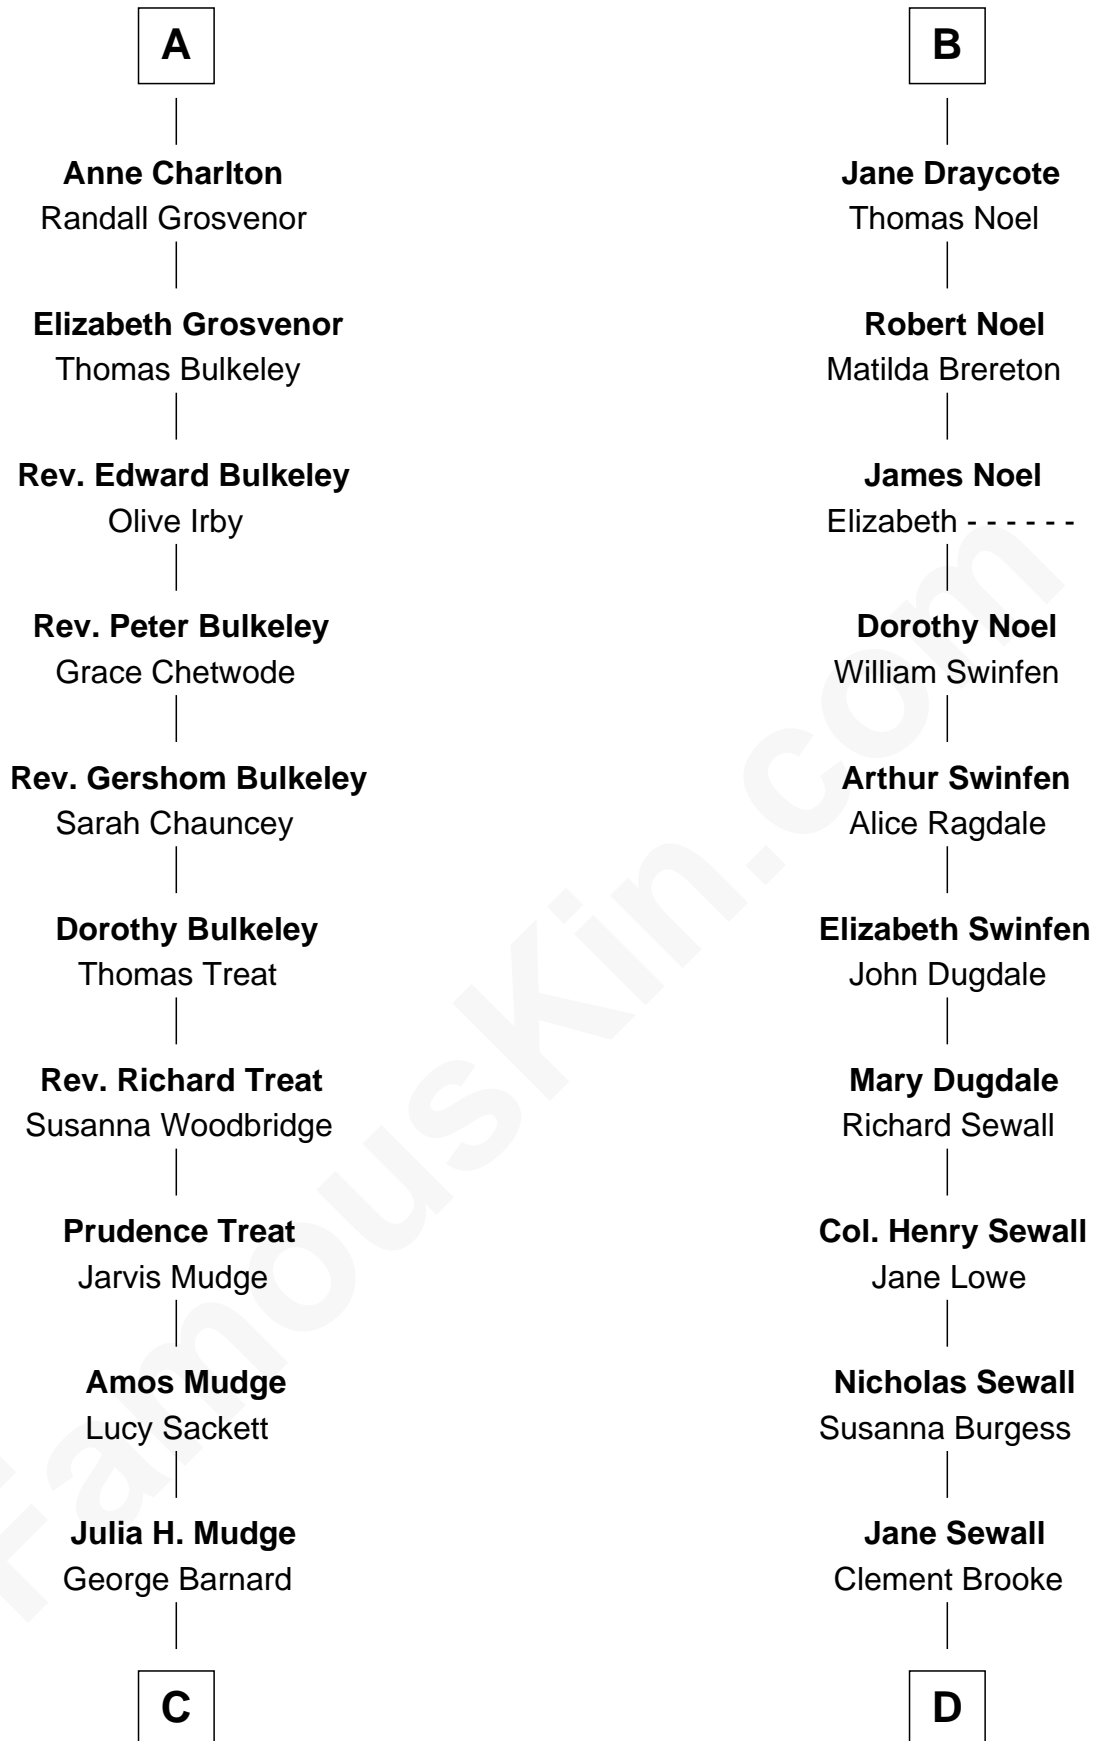 A
Anne Charlton
Randall Grosvenor
Elizabeth Grosvenor
Thomas Bulkeley
Rev. Edward Bulkeley
Olive Irby
Rev. Peter Bulkeley
Grace Chetwode
Rev. Gershom Bulkeley
Sarah Chauncey
Dorothy Bulkeley
Thomas Treat
Rev. Richard Treat
Susanna Woodbridge
Prudence Treat
Jarvis Mudge
Amos Mudge
Lucy Sackett
Julia H. Mudge
George Barnard
C
B
Jane Draycote
Thomas Noel
Robert Noel
Matilda Brereton
James Noel
Elizabeth - - - - - -
Dorothy Noel
William Swinfen
Arthur Swinfen
Alice Ragdale
Elizabeth Swinfen
John Dugdale
Mary Dugdale
Richard Sewall
Col. Henry Sewall
Jane Lowe
Nicholas Sewall
Susanna Burgess
Jane Sewall
Clement Brooke
D
FamousKin.com